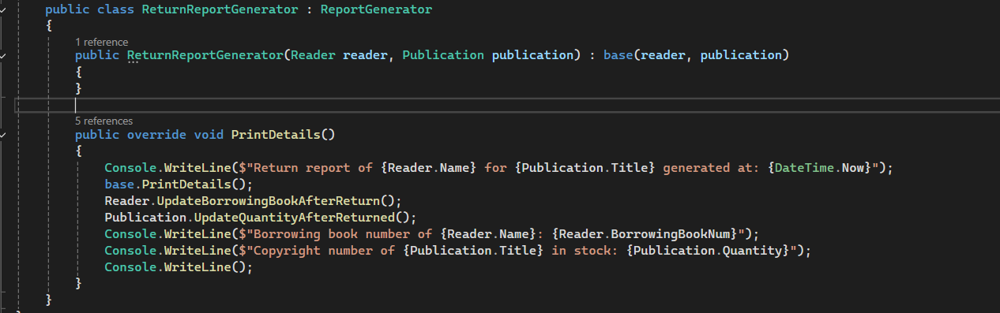 public class ReturnReportGenerator : ReportGenerator
{
1 reference
public ReturnReportGenerator(Reader reader, Publication publication) : base(reader, publication)
{
}
5 references
public override void PrintDetails()
{
Console.WriteLine($"Return report of {Reader.Name} for {Publication.Title} generated at: {DateTime.Now}");
base.PrintDetails();
Reader.UpdateBorrowingBookAfterReturn();
Publication.UpdateQuantityAfterReturned();
Console.WriteLine($"Borrowing book number of {Reader.Name}: {Reader.BorrowingBookNum}");
Console.WriteLine($"Copyright number of {Publication.Title} in stock: {Publication.Quantity}");
Console.WriteLine();
}
}